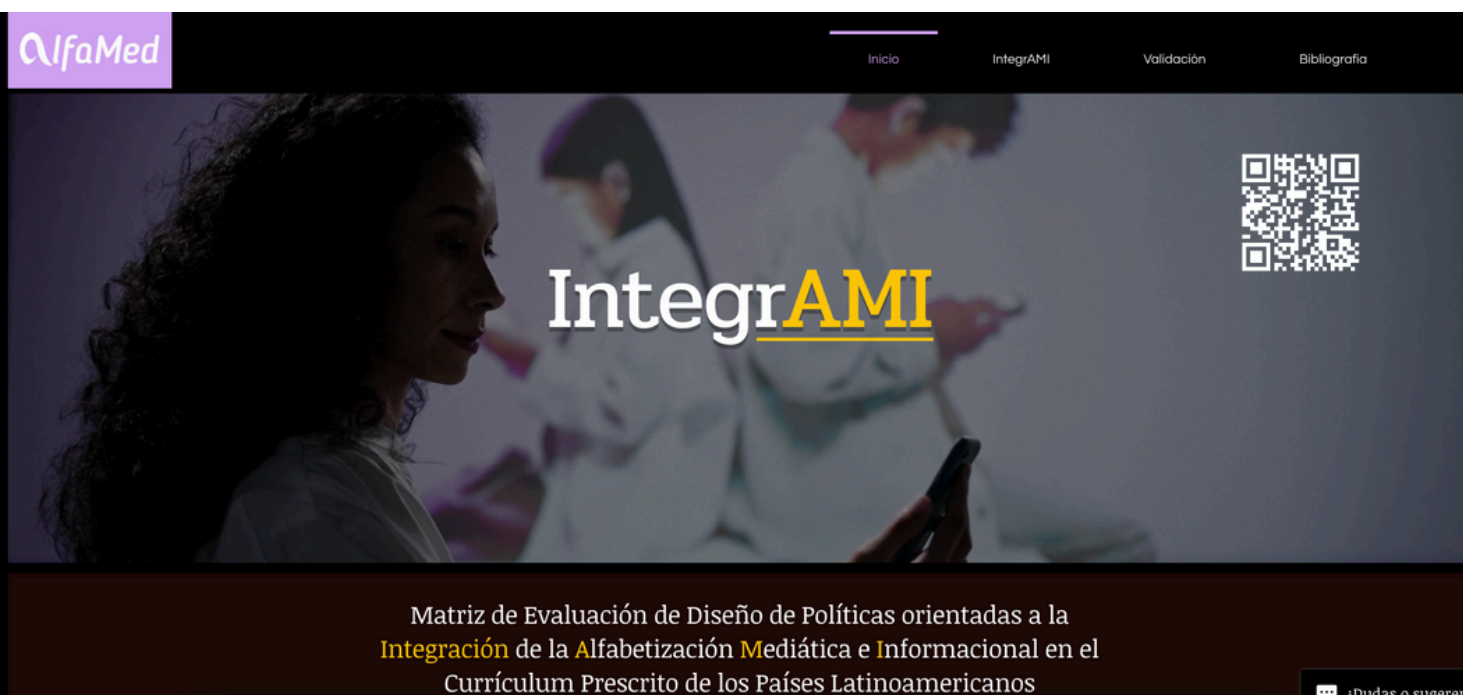 alfaMed
Inicio
IntegrAMI
Validación
Bibliografia
IntegrAMI
Matriz de Evaluación de Diseño de Políticas orientadas a la
Integración de la Alfabetización Mediática e Informacional en el
Currículum Prescrito de los Países Latinoamericanos
¿Dudas o